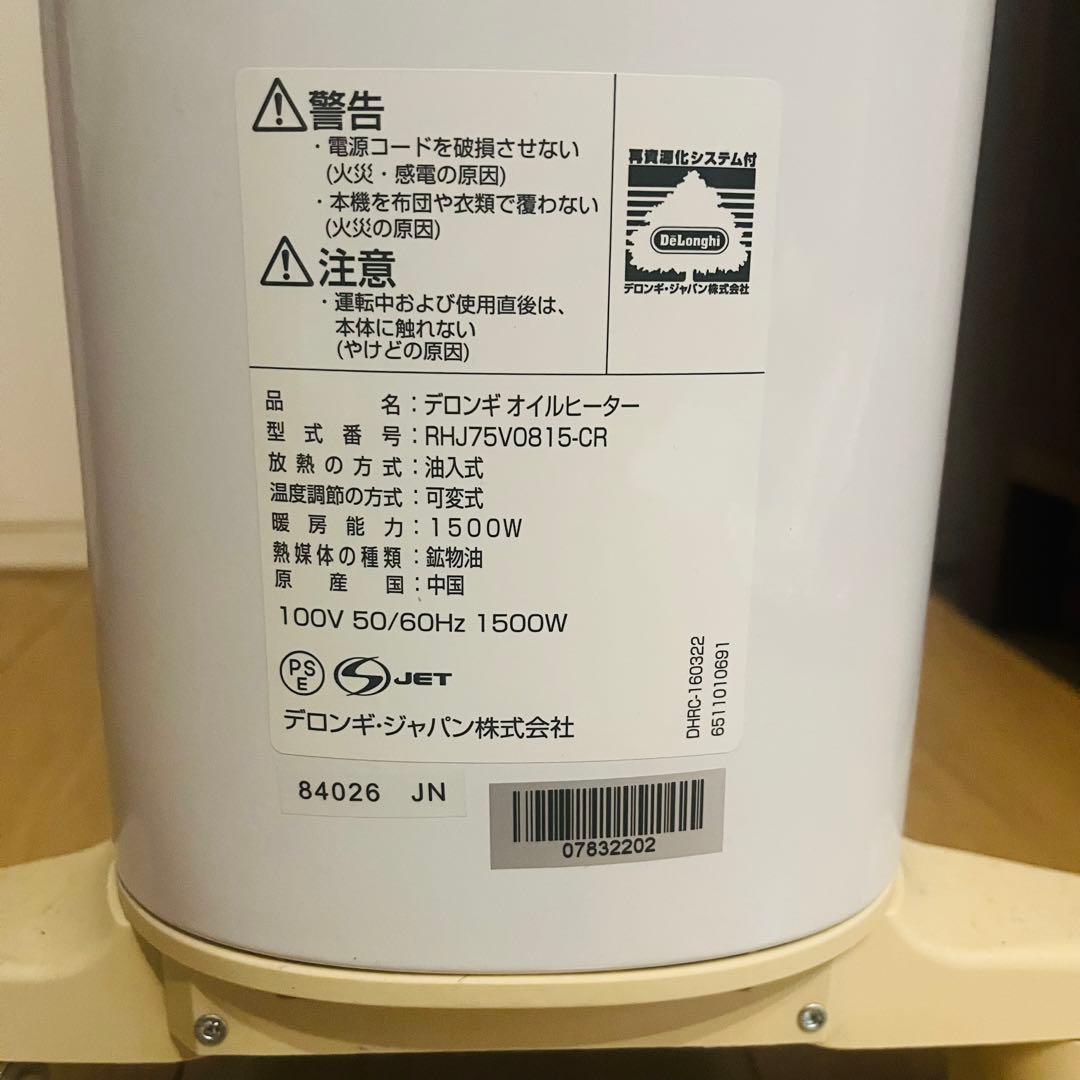 警告
・電源コードを破損させない
(火災・感電の原因)
・本機を布団や衣類で覆わない
(火災の原因)
注意
・運転中および使用直後は、
本体に触れない
(やけどの原因)
再資源化システム付
DeLonghi
デロンギ・ジャパン株式会社
品名：デロンギ オイルヒーター
型式番号：RHJ75V0815-CR
放熱の方式：油入式
温度調節の方式：可変式
暖房能力：1500W
熱媒体の種類：鉱物油
原産国：中国
100V 50/60Hz 1500W
PSE
S JET
デロンギ・ジャパン株式会社
DHRC-160322
6511010691
84026 JN
07832202